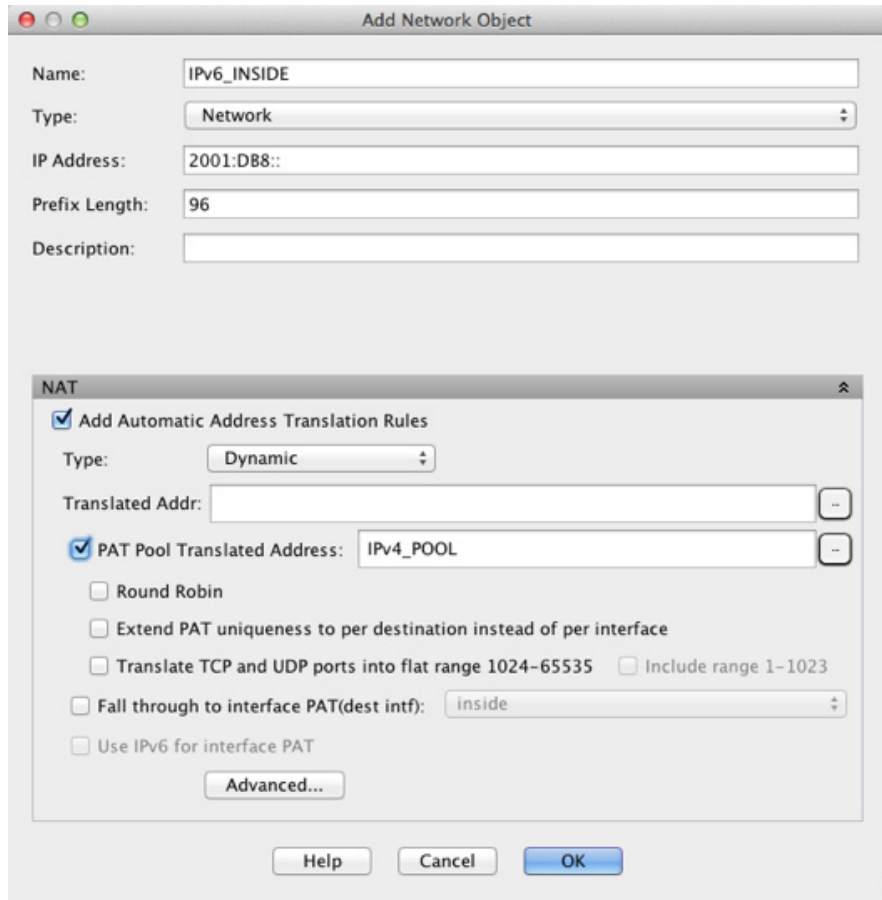 Add Network Object
Name: IPv6_INSIDE
Type: Network
IP Address: 2001:DB8::
Prefix Length: 96
Description:
NAT
Add Automatic Address Translation Rules
Type: Dynamic
Translated Addr: ...
PAT Pool Translated Address: IPv4_POOL ...
Round Robin
Extend PAT uniqueness to per destination instead of per interface
Translate TCP and UDP ports into flat range 1024-65535 Include range 1-1023
Fall through to interface PAT(dest intf): inside
Use IPv6 for interface PAT
Advanced...
Help Cancel OK